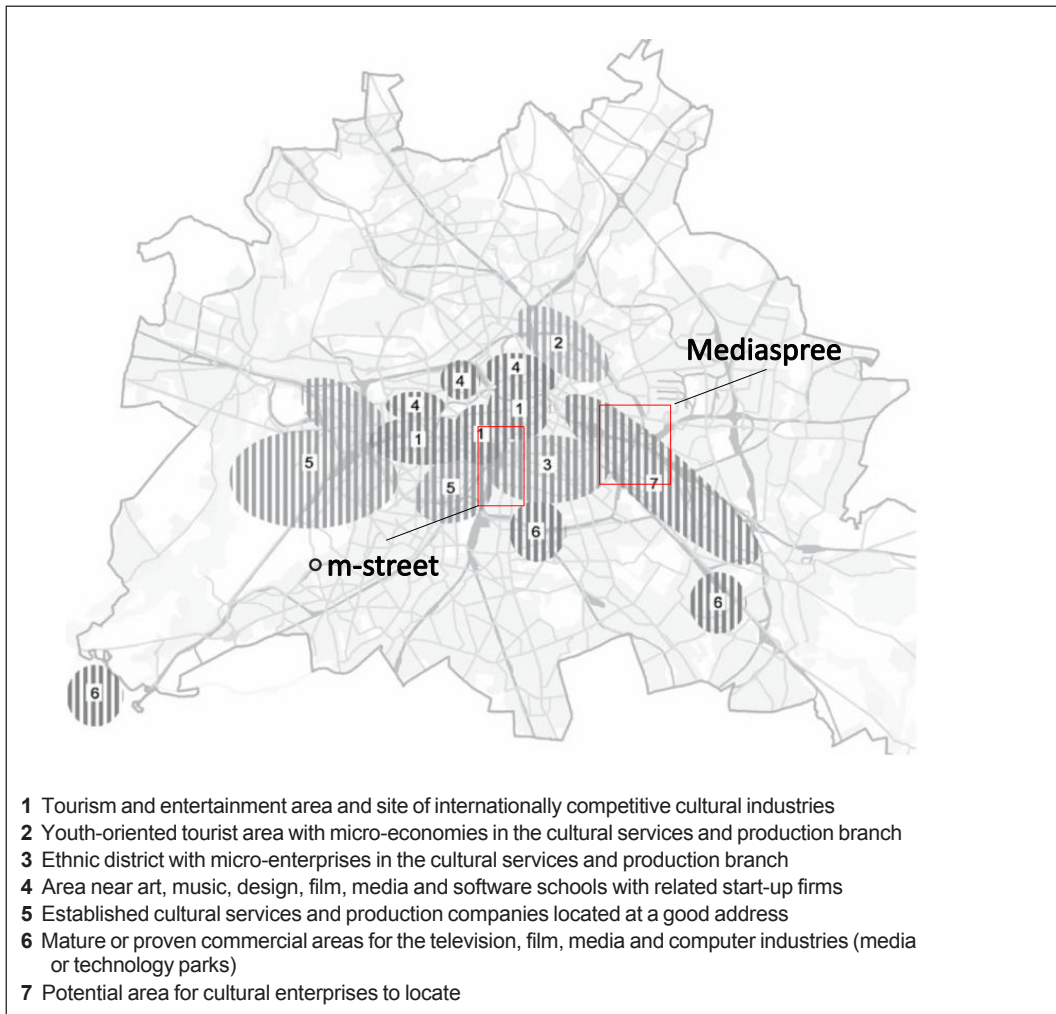 2
Mediaspree
4
4
4
1
1
1
3
5
5
7
6
m-street
6
6
1 Tourism and entertainment area and site of internationally competitive cultural industries
2 Youth-oriented tourist area with micro-economies in the cultural services and production branch
3 Ethnic district with micro-enterprises in the cultural services and production branch
4 Area near art, music, design, film, media and software schools with related start-up firms
5 Established cultural services and production companies located at a good address
6 Mature or proven commercial areas for the television, film, media and computer industries (media
or technology parks)
7 Potential area for cultural enterprises to locate